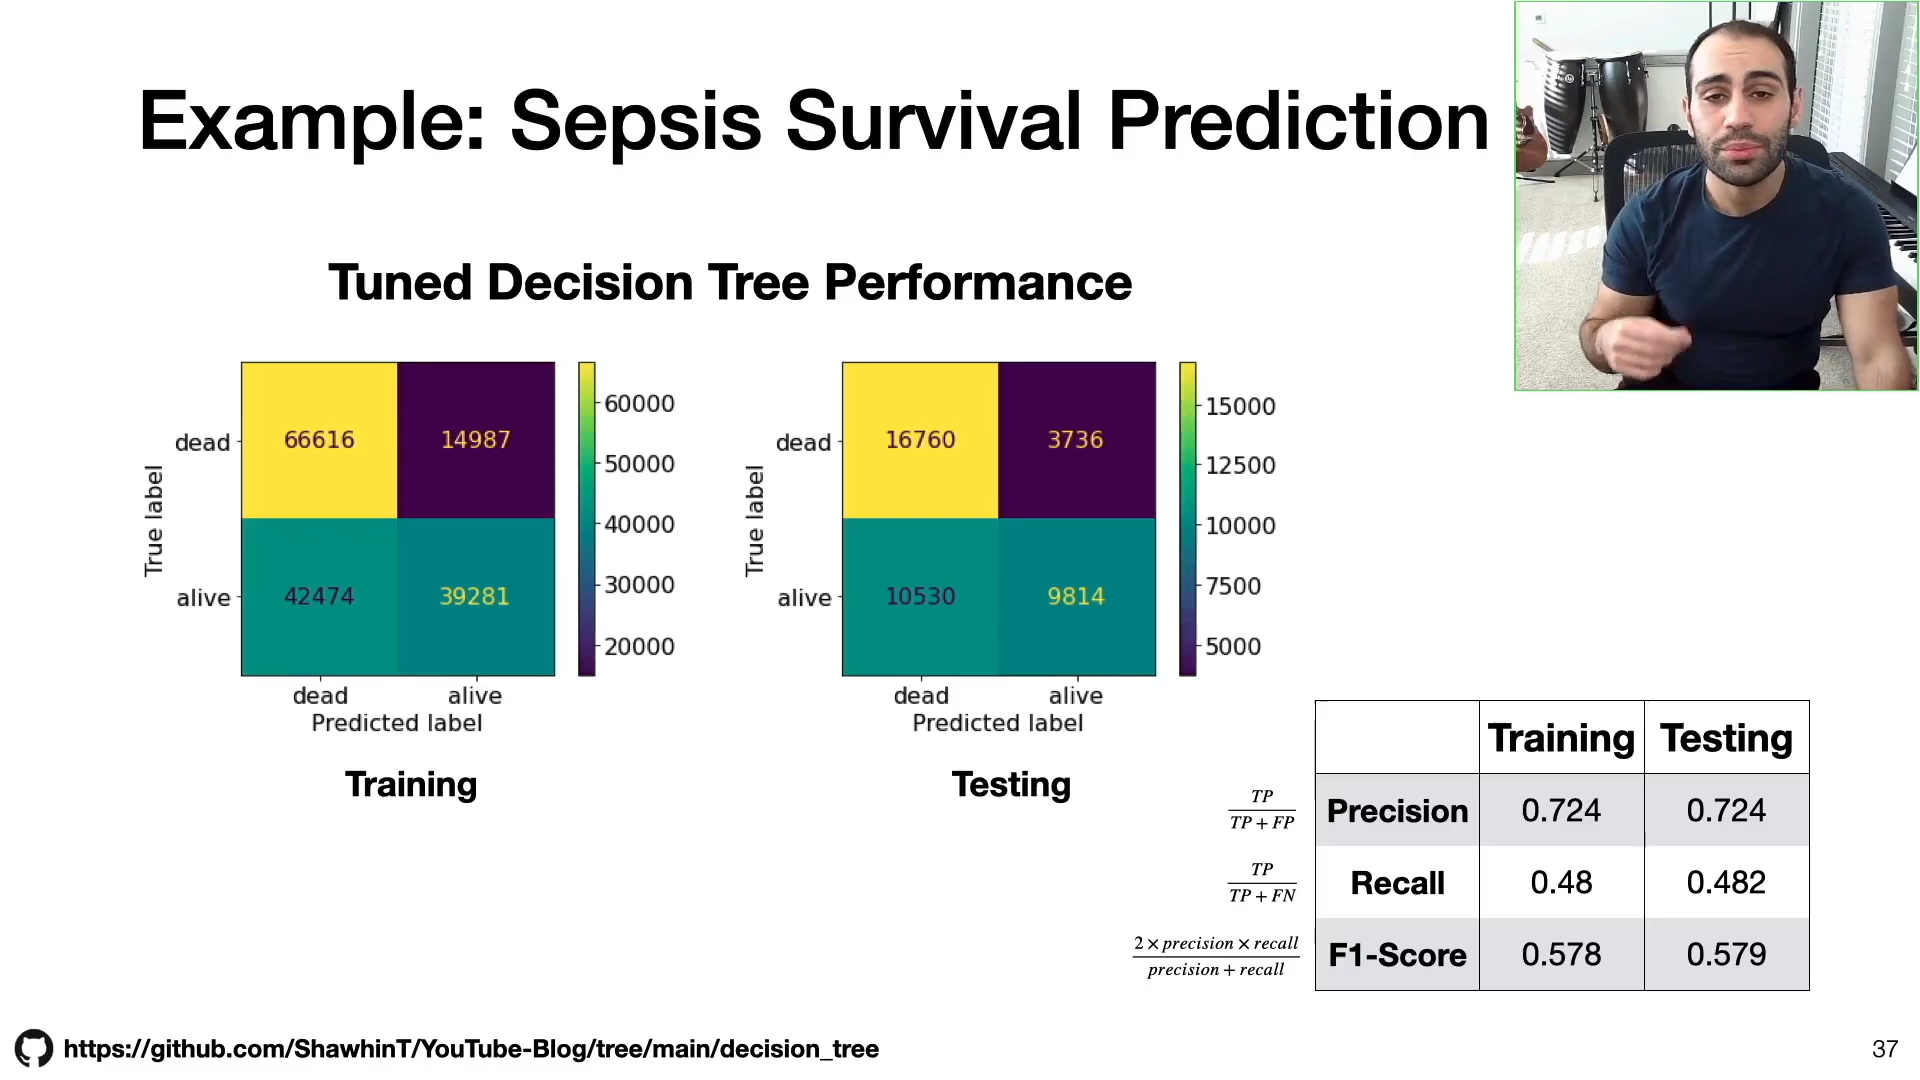 Example: Sepsis Survival Prediction
Tuned Decision Tree Performance
True label
dead
alive
66616 14987
42474 39281
60000
50000
40000
30000
20000
dead alive
Predicted label
Training
True label
dead
alive
16760 3736
10530 9814
15000
12500
10000
7500
5000
dead alive
Predicted label
Testing
Training Testing
TP
TP + FP
Precision 0.724 0.724
TP
TP + FN
Recall 0.48 0.482
2 × precision × recall
precision + recall
F1-Score 0.578 0.579
https://github.com/ShawhinT/YouTube-Blog/tree/main/decision_tree
37